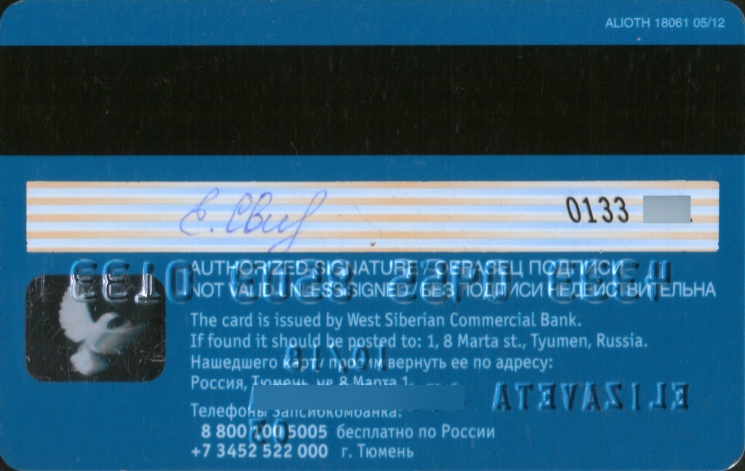 ALIOTH 18061 05/12
0133
AUTHORIZED SIGNATURE / ОБРАЗЕЦ ПОДПИСИ
NOT VALID UNLESS SIGNED / БЕЗ ПОДПИСИ НЕДЕЙСТВИТЕЛЬНА
The card is issued by West Siberian Commercial Bank.
If found it should be posted to: 1, 8 Marta st., Tyumen, Russia.
Нашедшего карту просим вернуть ее по адресу:
Россия, Тюмень, ул. 8 Марта 1
ELIZAVETA
Телефоны Запсибкомбанка:
8 800 100 5005 бесплатно по России
+7 3452 522 000 г. Тюмень